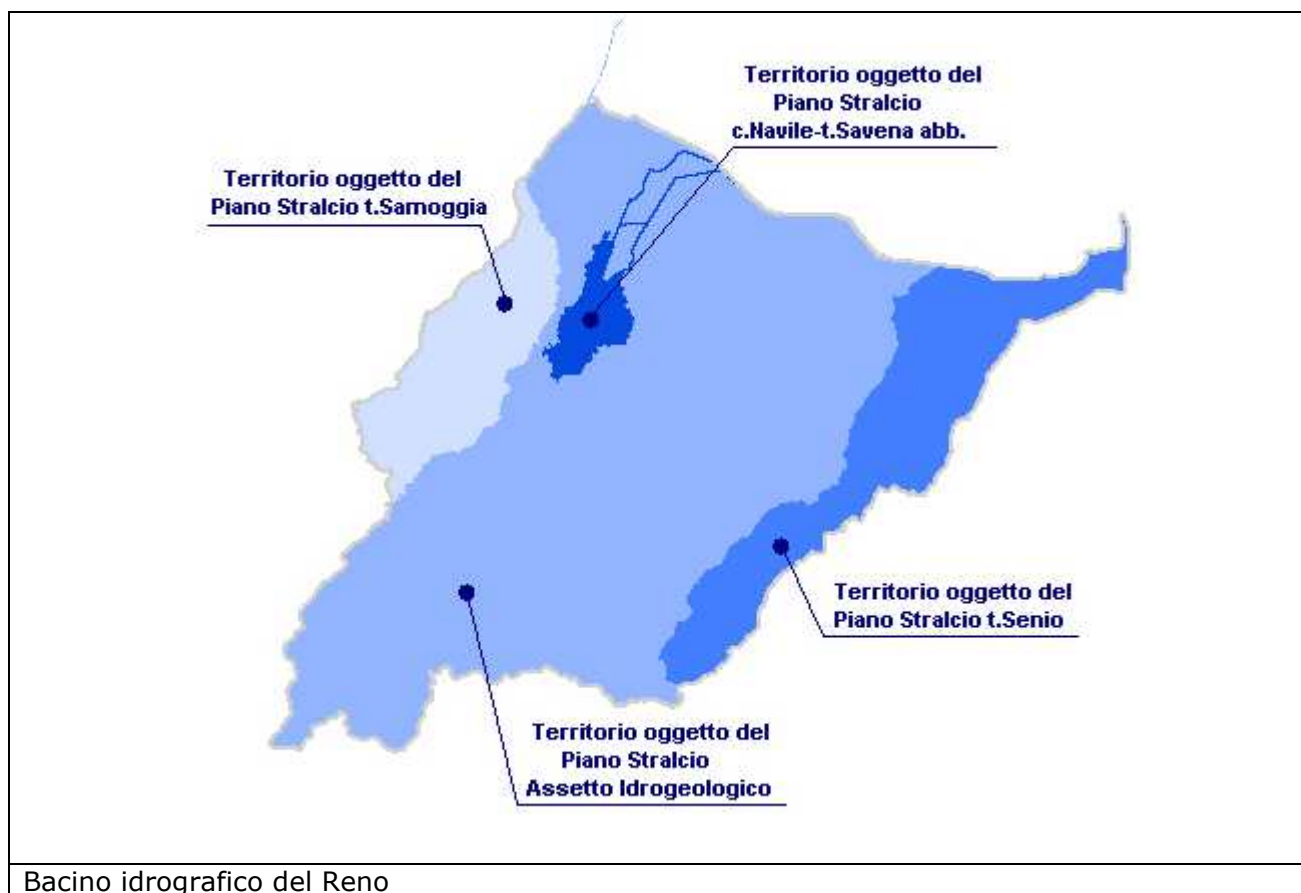 Territorio oggetto del
Piano Stralcio
c.Navile-t.Savena abb.
Territorio oggetto del
Piano Stralcio t.Samoggia
Territorio oggetto del
Piano Stralcio t.Senio
Territorio oggetto del
Piano Stralcio
Assetto Idrogeologico
Bacino idrografico del Reno